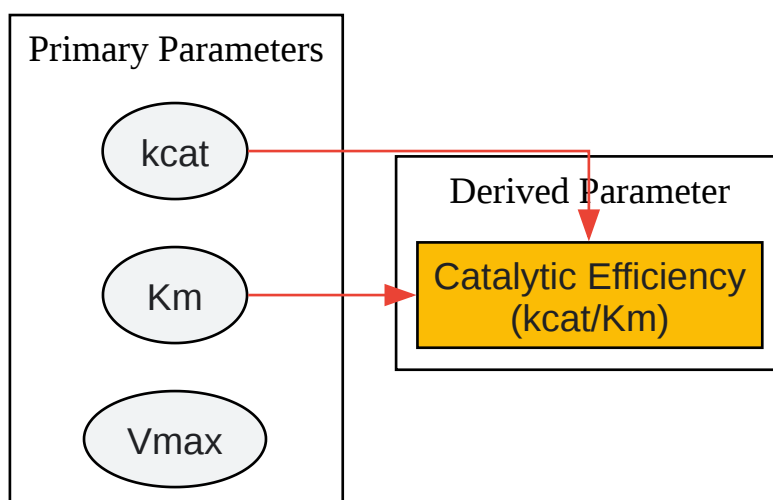 Primary Parameters
kcat
Km
Vmax
Derived Parameter
Catalytic Efficiency
(kcat/Km)